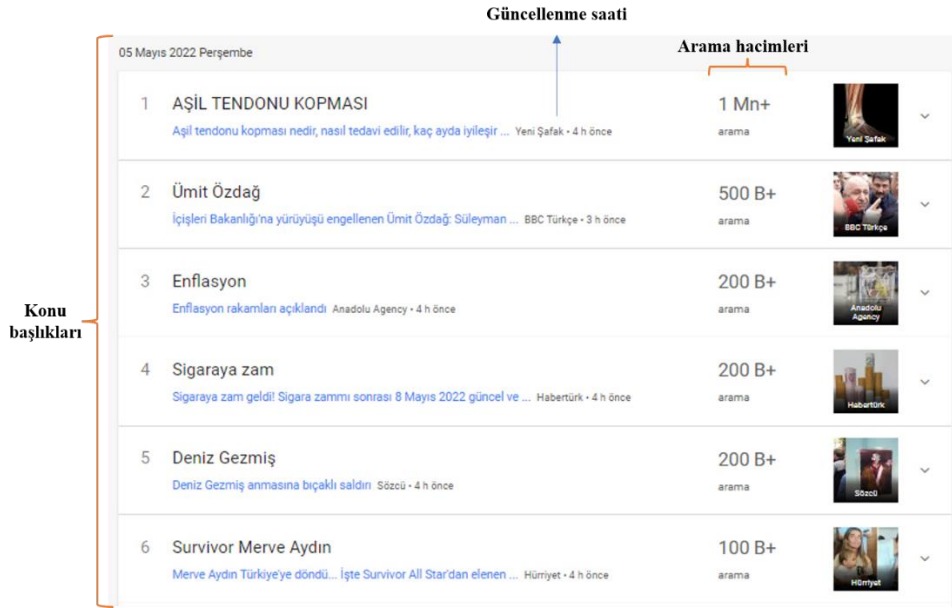 Güncellenme saati
05 Mayıs 2022 Perşembe
Arama hacimleri
Konu
başlıkları
1 AŞİL TENDONU KOPMASI 1 Mn+
Aşil tendonu kopması nedir, nasıl tedavi edilir, kaç ayda iyileşir ... Yeni Şafak • 4 h önce arama
Yeni Şafak
2 Ümit Özdağ 500 B+
İçişleri Bakanlığı'na yürüyüşü engellenen Ümit Özdağ: Süleyman ... BBC Türkçe • 3 h önce arama
BBC Türkçe
3 Enflasyon 200 B+
Enflasyon rakamları açıklandı Anadolu Agency • 4 h önce arama
Anadolu
Agency
4 Sigaraya zam 200 B+
Sigaraya zam geldi! Sigara zammı sonrası 8 Mayıs 2022 güncel ve ... Habertürk • 4 h önce arama
Habertürk
5 Deniz Gezmiş 200 B+
Deniz Gezmiş anmasına bıçaklı saldırı Sözcü • 4 h önce arama
Sözcü
6 Survivor Merve Aydın 100 B+
Merve Aydın Türkiye'ye döndü... İşte Survivor All Star'dan elenen ... Hürriyet • 4 h önce arama
Hürriyet